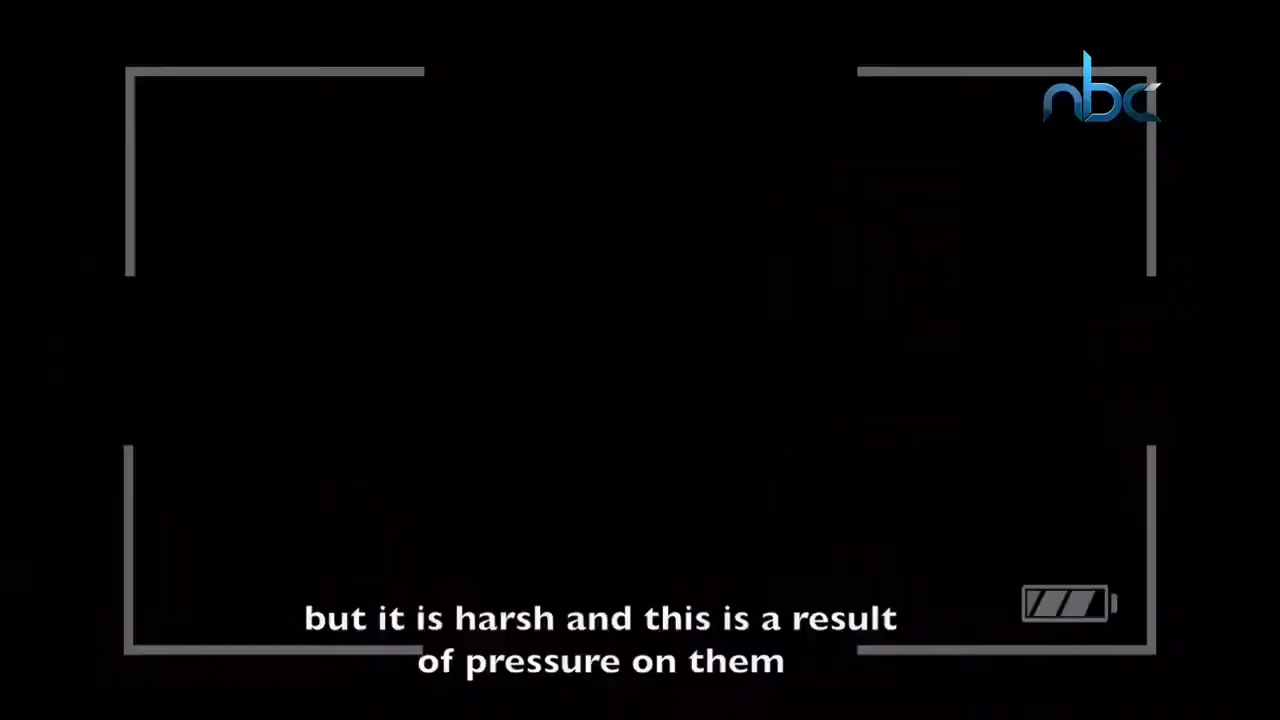 nbc
but it is harsh and this is a result
of pressure on them